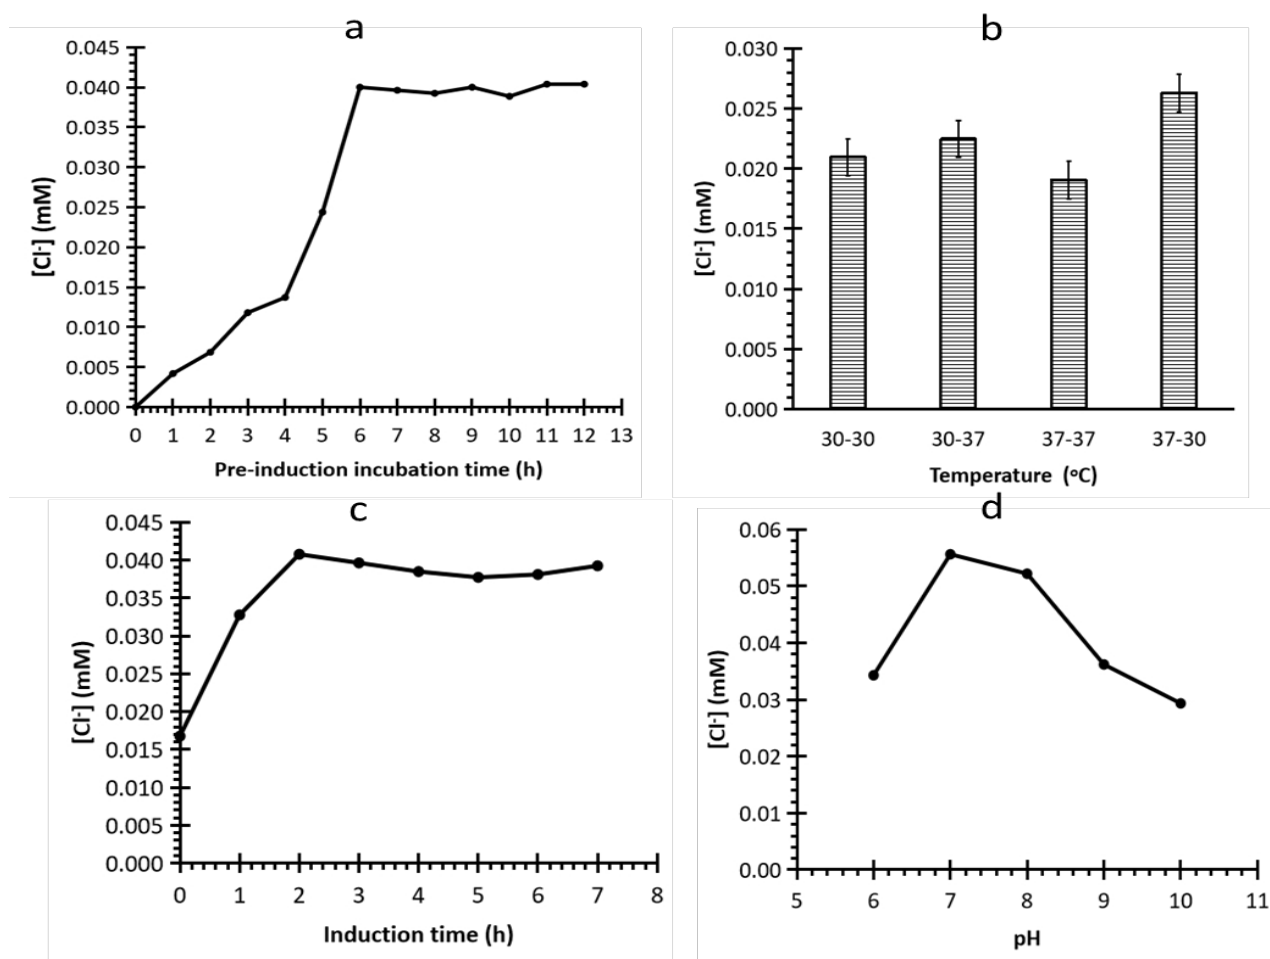 a
0.045
0.040
0.035
0.030
0.025
0.020
0.015
0.010
0.005
0.000
[Cl-] (mM)
0 1 2 3 4 5 6 7 8 9 10 11 12 13
Pre-induction incubation time (h)
b
0.030
0.025
0.020
0.015
0.010
0.005
0.000
[Cl-] (mM)
30-30 30-37 37-37 37-30
Temperature (°C)
c
0.045
0.040
0.035
0.030
0.025
0.020
0.015
0.010
0.005
0.000
[Cl-] (mM)
0 1 2 3 4 5 6 7 8
Induction time (h)
d
0.06
0.05
0.04
0.03
0.02
0.01
0.00
[Cl-] (mM)
5 6 7 8 9 10 11
pH